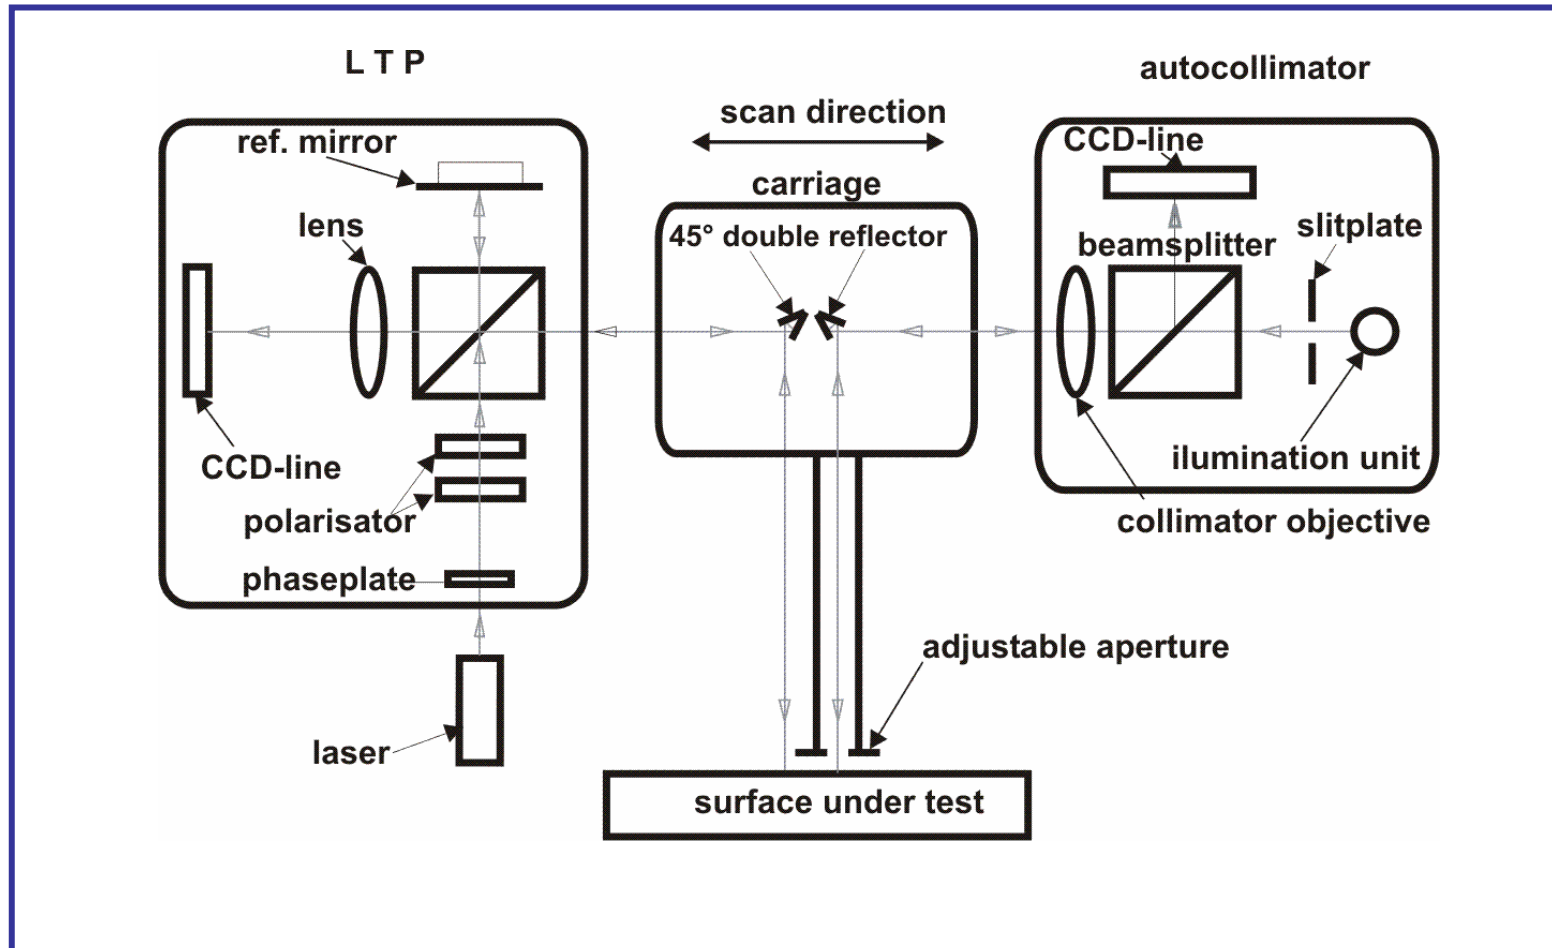 L T P
autocollimator
scan direction
CCD-line
ref. mirror
carriage
lens
45° double reflector
slitplate
beamsplitter
CCD-line
ilumination unit
polarisator
collimator objective
phaseplate
adjustable aperture
laser
surface under test